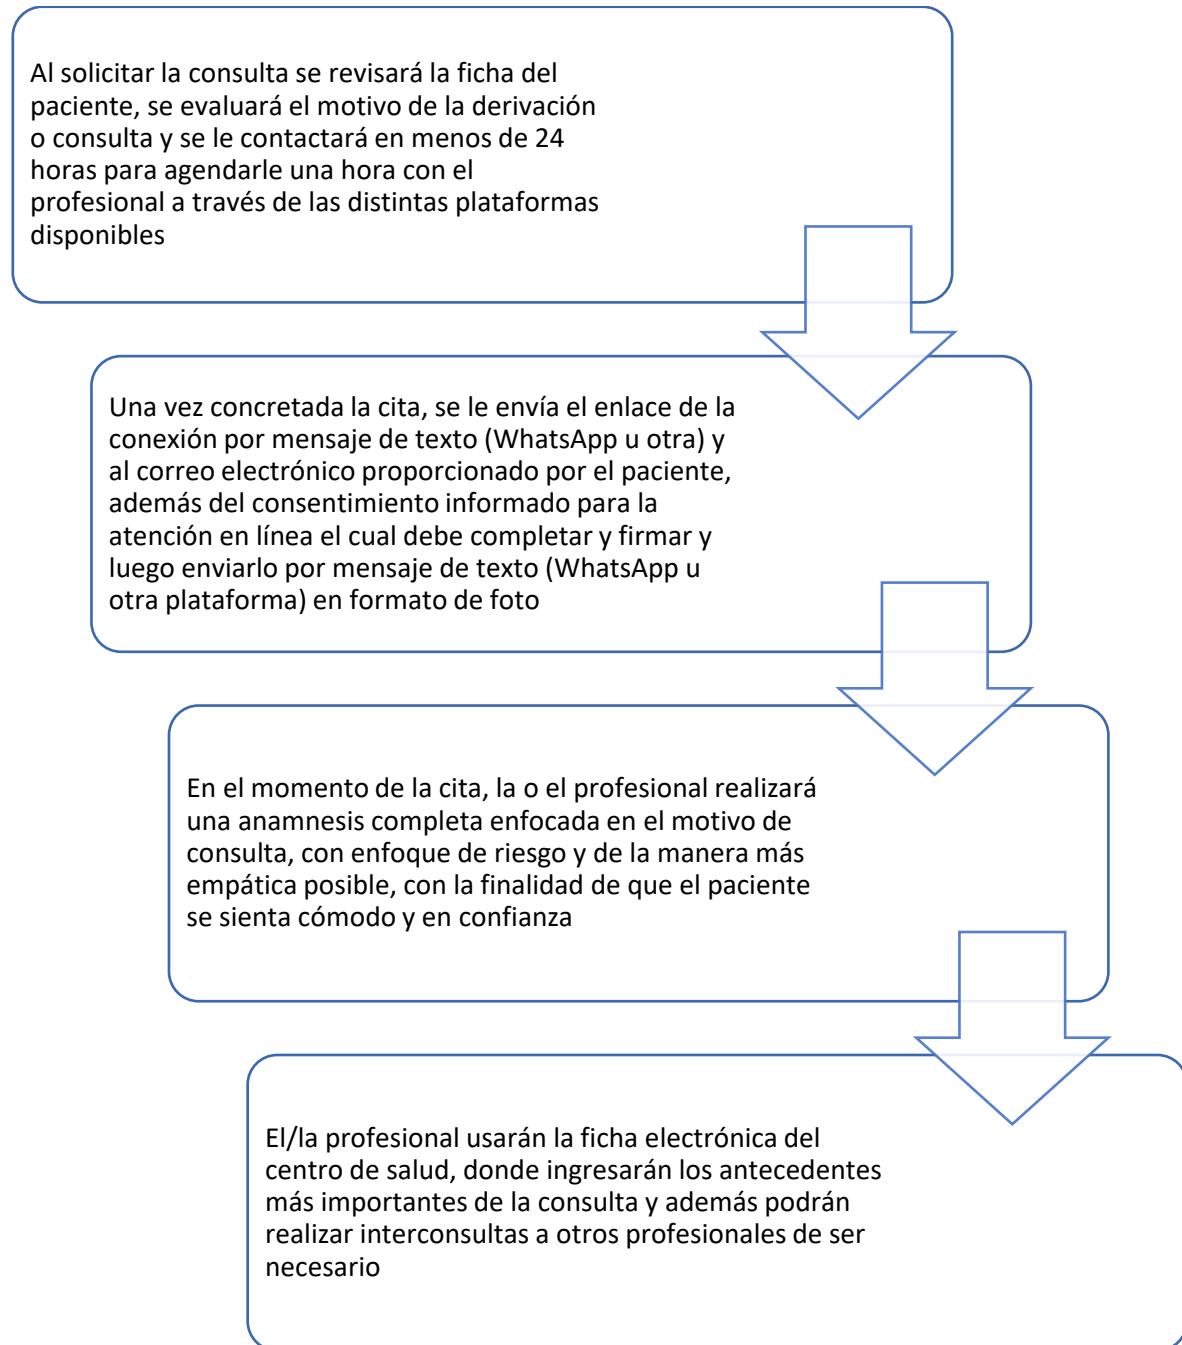 Al solicitar la consulta se revisará la ficha del
paciente, se evaluará el motivo de la derivación
o consulta y se le contactará en menos de 24
horas para agendarle una hora con el
profesional a través de las distintas plataformas
disponibles
Una vez concretada la cita, se le envía el enlace de la
conexión por mensaje de texto (WhatsApp u otra) y
al correo electrónico proporcionado por el paciente,
además del consentimiento informado para la
atención en línea el cual debe completar y firmar y
luego enviarlo por mensaje de texto (WhatsApp u
otra plataforma) en formato de foto
En el momento de la cita, la o el profesional realizará
una anamnesis completa enfocada en el motivo de
consulta, con enfoque de riesgo y de la manera más
empática posible, con la finalidad de que el paciente
se sienta cómodo y en confianza
El/la profesional usarán la ficha electrónica del
centro de salud, donde ingresarán los antecedentes
más importantes de la consulta y además podrán
realizar interconsultas a otros profesionales de ser
necesario